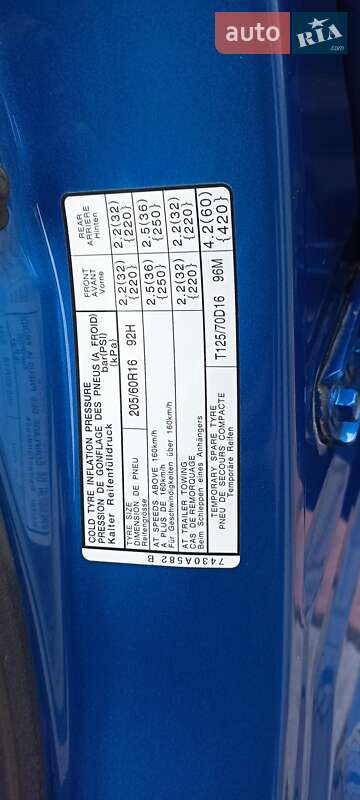 auto RIA .com
COLD TYRE INFLATION PRESSURE
PRESSION DE GONFLAGE DES PNEUS(A FROID)
Kalter Reifenfülldruck
bar(PSI)
{kPa}
FRONT
AVANT
Vorne
REAR
ARRIERE
Hinten
TYRE SIZE
DIMENSION DE PNEU
Reifengrösse
205/60R16 92H
2.2(32)
{220}
2.2(32)
{220}
AT SPEEDS ABOVE 160km/h
A PLUS DE 160km/h
Für Geschwindigkeiten über 160km/h
2.5(36)
{250}
2.5(36)
{250}
AT TRAILER TOWING
CAS DE REMORQUAGE
Beim Schleppen eines Anhängers
2.2(32)
{220}
2.2(32)
{220}
TEMPORARY SPARE TYRE
PNEU DE SECOURS COMPACTE
Temporäre Reifen
T125/70D16 96M
4.2(60)
{420}
7430A582 B